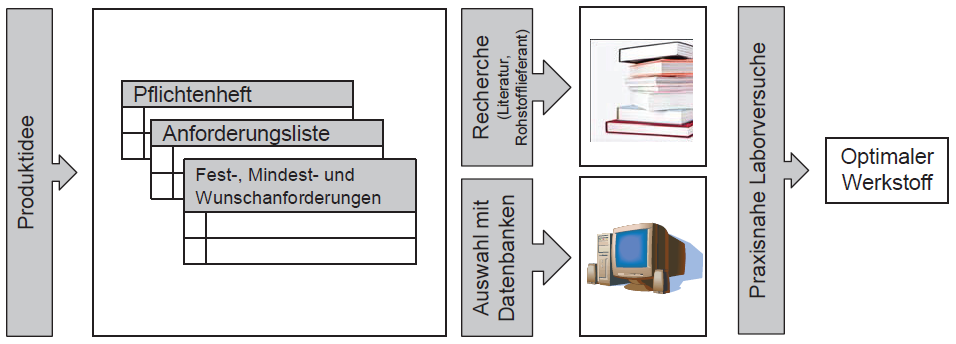 Produktidee
Pflichtenheft
Anforderungsliste
Fest-, Mindest- und
Wunschanforderungen
Recherche
(Literatur,
Rohstofflieferant)
Auswahl mit
Datenbanken
Praxisnahe Laborversuche
Optimaler
Werkstoff